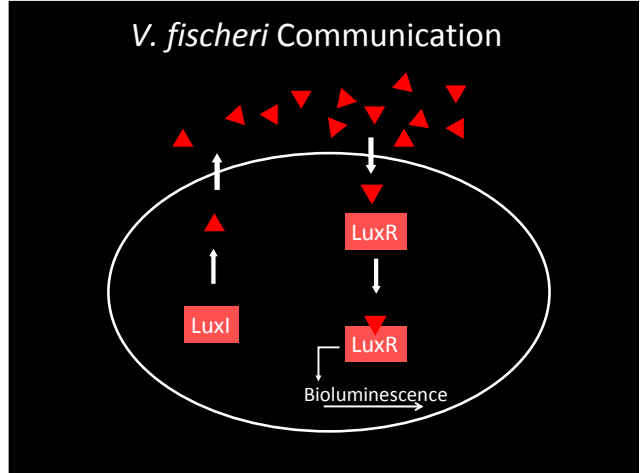 V. fischeri Communication
LuxR
LuxI
LuxR
Bioluminescence